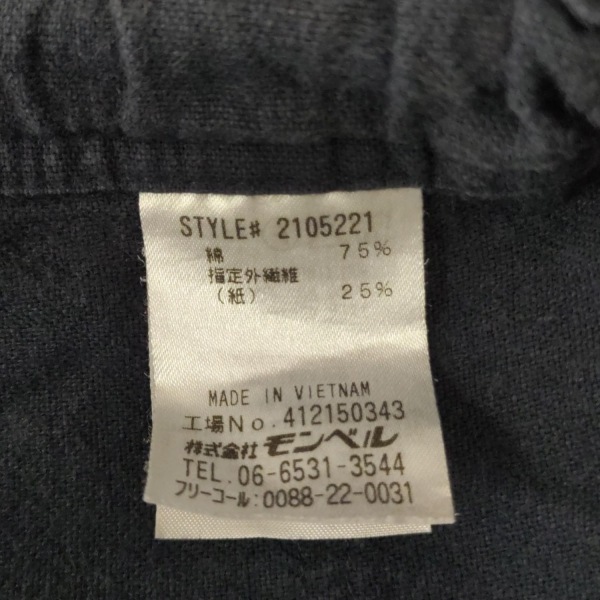 STYLE# 2105221
綿 75%
指定外繊維
(紙) 25%
MADE IN VIETNAM
工場No.412150343
株式会社モンベル
TEL.06-6531-3544
フリーコール:0088-22-0031